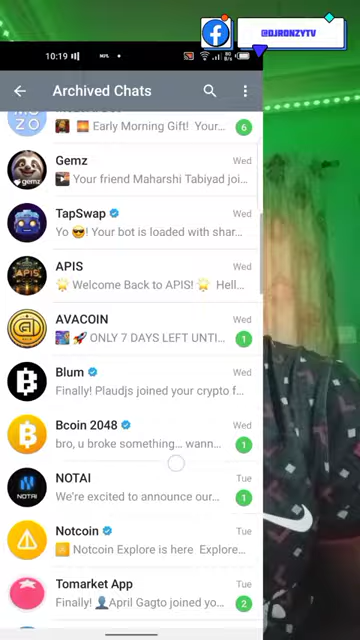 @DJRONZYTV
10:19
Archived Chats
Early Morning Gift! Your...
6
Gemz
Wed
gemz
Your friend Maharshi Tabiyad joi...
TapSwap
Wed
Yo 😎! Your bot is loaded with shar...
APIS
Wed
APIS
🌟 Welcome Back to APIS! 🌟 Hell...
AVACOIN
Wed
🚀 ONLY 7 DAYS LEFT UNTI...
1
Blum
Wed
Finally! Plaudjs joined your crypto f...
Bcoin 2048
Wed
bro, u broke something... wann...
1
NOTAI
Tue
NOTAI
We're excited to announce our...
1
Notcoin
Tue
Notcoin Explore is here Explore...
Tomarket App
Tue
Finally! 👤April Gagto joined yo...
2